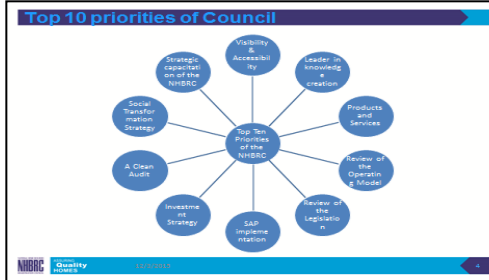 Top 10 priorities of Council
Visibility
&
Accessibil
ity
Leader in
knowledg
e
creation
Products
and
Services
Review of
the
Operatin
g Model
Review of
the
Legislatio
n
SAP
Impleme
ntation
Investme
nt
Strategy
A Clean
Audit
Social
Transfor
mation
Strategy
Strategic
capacitati
on of the
NHBRC
Top Ten
Priorities
of the
NHBRC
NHBRC
Quality
HOMES
4